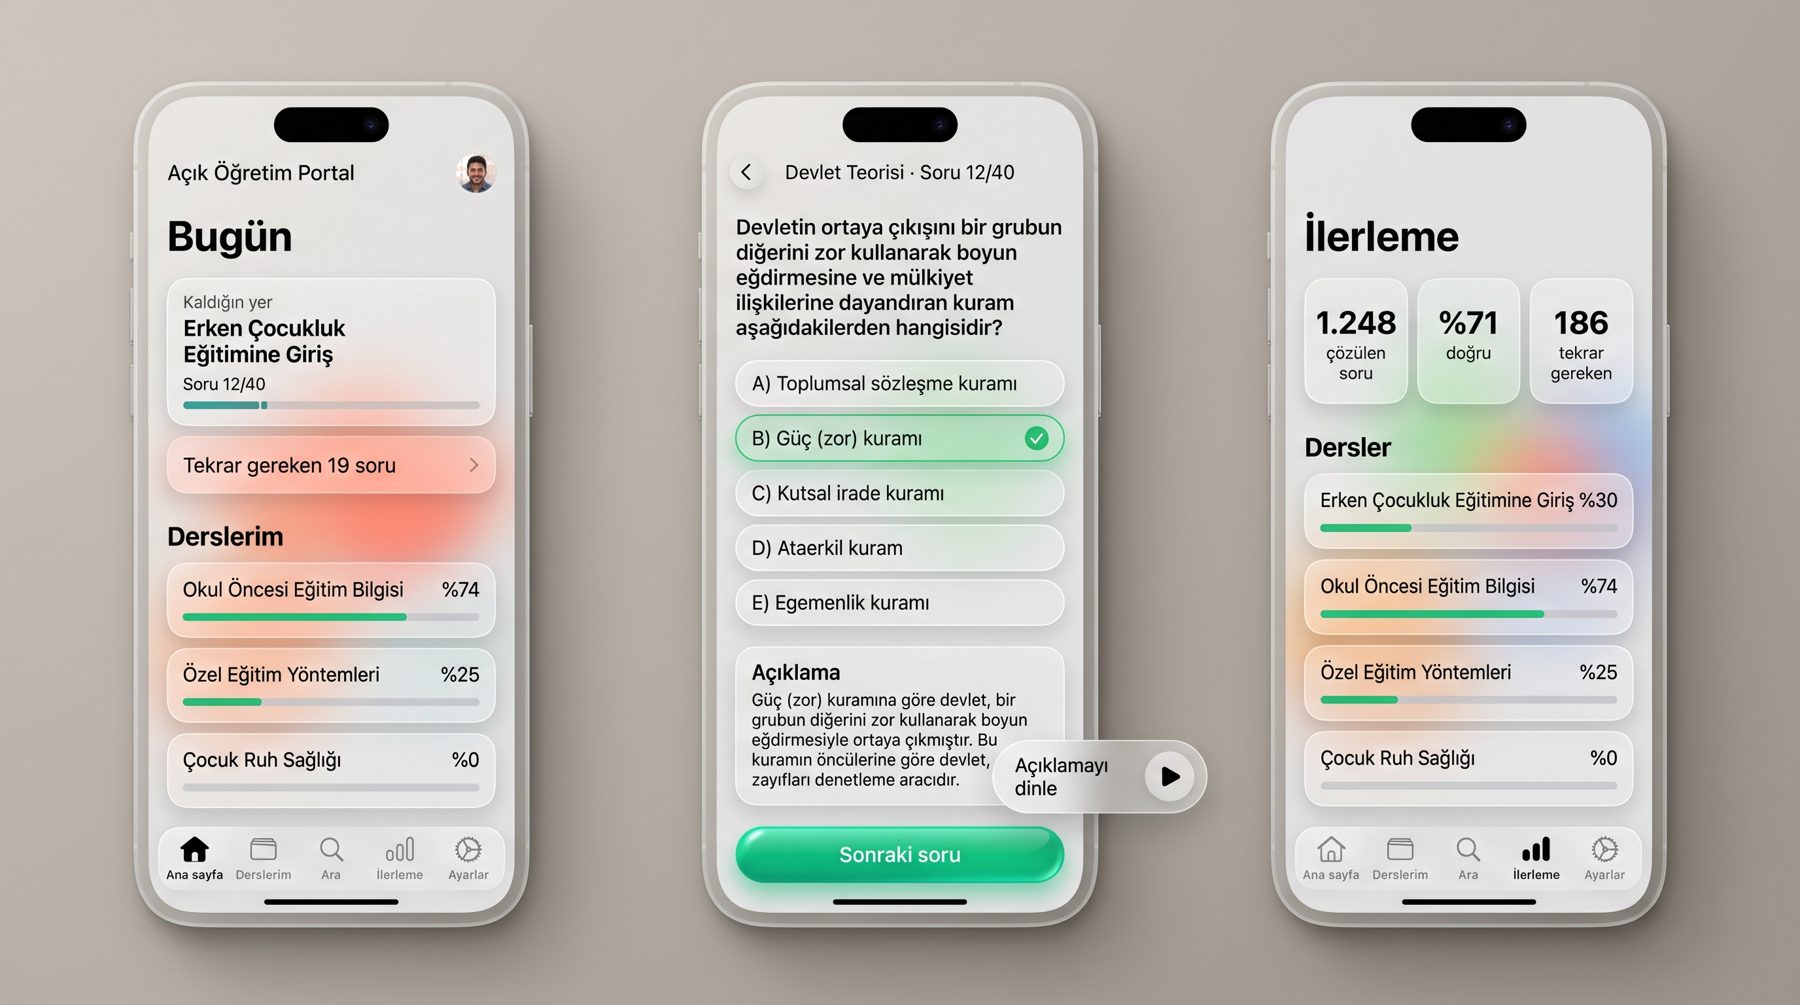 Açık Öğretim Portal
Bugün
Kaldığın yer
Erken Çocukluk
Eğitimine Giriş
Soru 12/40
Tekrar gereken 19 soru
Derslerim
Okul Öncesi Eğitim Bilgisi %74
Özel Eğitim Yöntemleri %25
Çocuk Ruh Sağlığı %0
Ana sayfa Derslerim Ara İlerleme Ayarlar
Devlet Teorisi · Soru 12/40
Devletin ortaya çıkışını bir grubun
diğerini zor kullanarak boyun
eğdirmesine ve mülkiyet
ilişkilerine dayandıran kuram
aşağıdakilerden hangisidir?
A) Toplumsal sözleşme kuramı
B) Güç (zor) kuramı
C) Kutsal irade kuramı
D) Ataerkil kuram
E) Egemenlik kuramı
Açıklama
Güç (zor) kuramına göre devlet, bir
grubun diğerini zor kullanarak boyun
eğdirmesiyle ortaya çıkmıştır. Bu
kuramın öncülerine göre devlet,
zayıfları denetleme aracıdır.
Açıklamayı
dinle
Sonraki soru
İlerleme
1.248
çözülen
soru
%71
doğru
186
tekrar
gereken
Dersler
Erken Çocukluk Eğitimine Giriş %30
Okul Öncesi Eğitim Bilgisi %74
Özel Eğitim Yöntemleri %25
Çocuk Ruh Sağlığı %0
Ana sayfa Derslerim Ara İlerleme Ayarlar